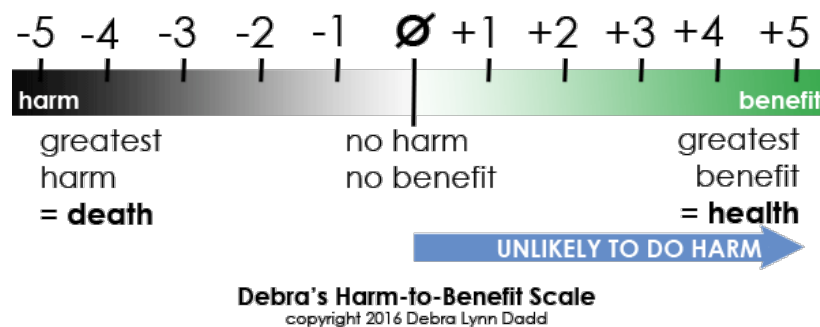 -5 -4 -3 -2 -1 Ø +1 +2 +3 +4 +5
harm benefit
greatest no harm greatest
harm no benefit benefit
= death = health
UNLIKELY TO DO HARM
Debra's Harm-to-Benefit Scale
copyright 2016 Debra Lynn Dadd